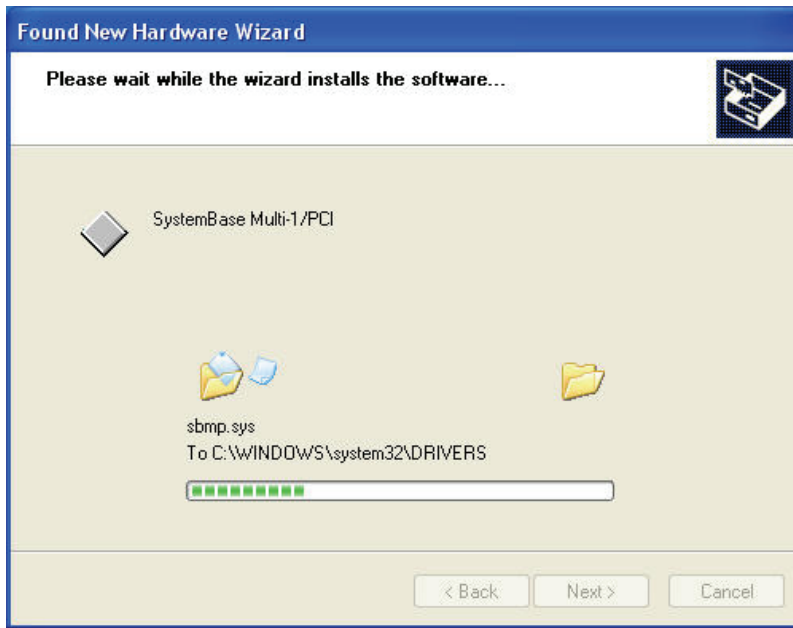 Found New Hardware Wizard
Please wait while the wizard installs the software...
SystemBase Multi-1/PCI
sbmp.sys
To C:\WINDOWS\system32\DRIVERS
< Back Next > Cancel